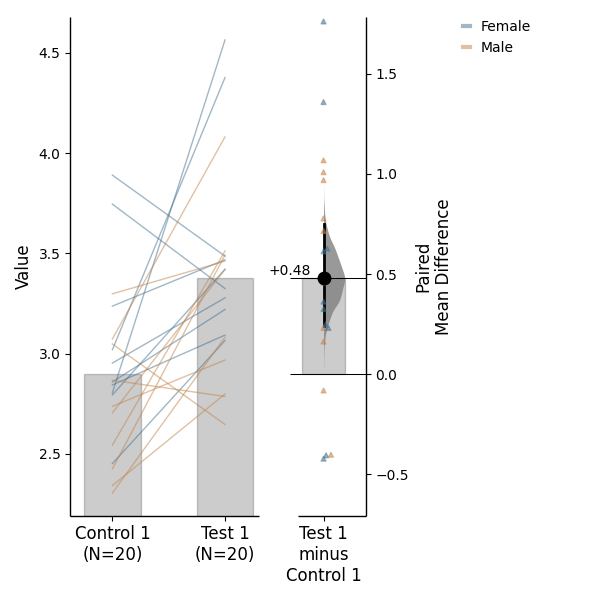 Female
Male
4.5
4.0
3.5
3.0
2.5
Value
Control 1
(N=20)
Test 1
(N=20)
+0.48
1.5
1.0
0.5
0.0
−0.5
Paired
Mean Difference
Test 1
minus
Control 1